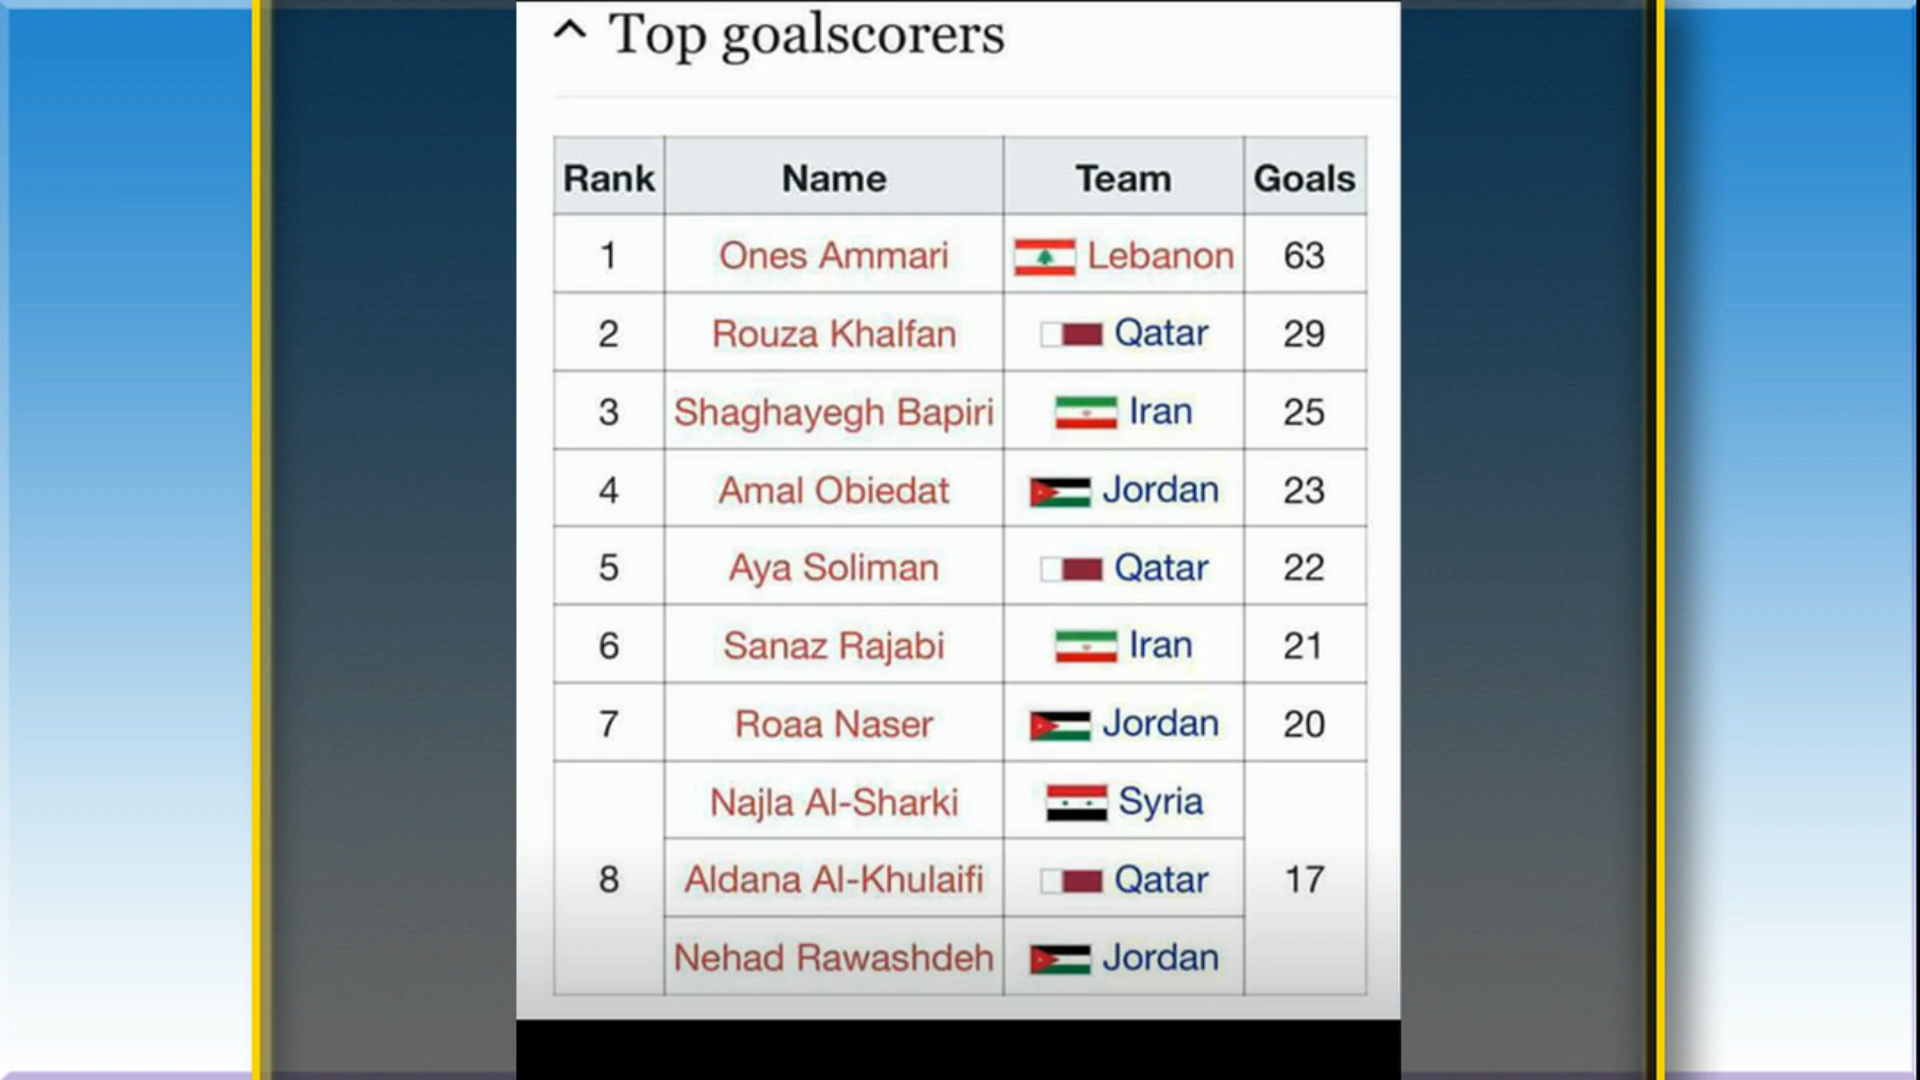 Top goalscorers
Rank Name Team Goals
1 Ones Ammari Lebanon 63
2 Rouza Khalfan Qatar 29
3 Shaghayegh Bapiri Iran 25
4 Amal Obiedat Jordan 23
5 Aya Soliman Qatar 22
6 Sanaz Rajabi Iran 21
7 Roaa Naser Jordan 20
Najla Al-Sharki Syria
8 Aldana Al-Khulaifi Qatar 17
Nehad Rawashdeh Jordan